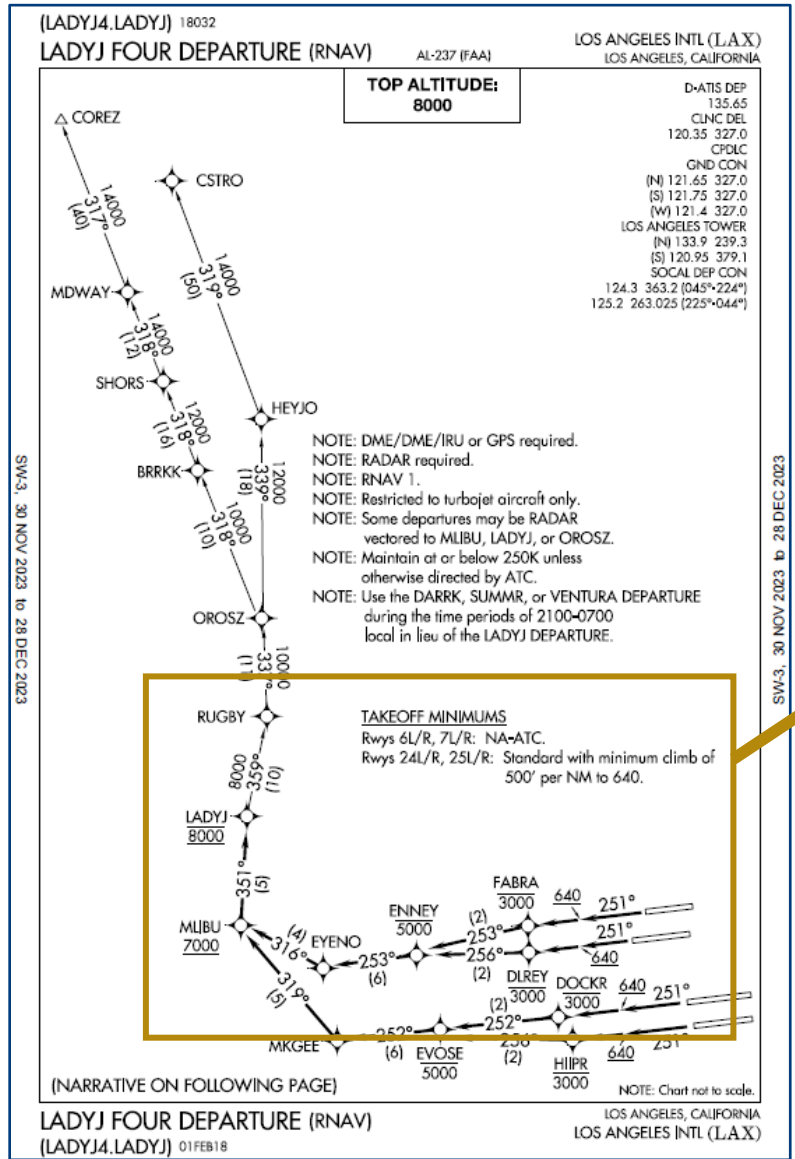 (LADYJ4.LADYJ) 18032
LADYJ FOUR DEPARTURE (RNAV)
AL-237 (FAA)
LOS ANGELES INTL (LAX)
LOS ANGELES, CALIFORNIA
TOP ALTITUDE:
8000
D-ATIS DEP
135.65
CLNC DEL
120.35 327.0
CPDLC
GND CON
(N) 121.65 327.0
(S) 121.75 327.0
(W) 121.4 327.0
LOS ANGELES TOWER
(N) 133.9 239.3
(S) 120.95 379.1
SOCAL DEP CON
124.3 363.2 (045°-224°)
125.2 263.025 (225°-044°)
COREZ
CSTRO
14000
317°
(40)
14000
319°
(50)
MDWAY
14000
318°
(12)
SHORS
12000
318°
(16)
HEYJO
BRRKK
12000
339°
(18)
10000
318°
(10)
NOTE: DME/DME/IRU or GPS required.
NOTE: RADAR required.
NOTE: RNAV 1.
NOTE: Restricted to turbojet aircraft only.
NOTE: Some departures may be RADAR
vectored to MLIBU, LADYJ, or OROSZ.
NOTE: Maintain at or below 250K unless
otherwise directed by ATC.
NOTE: Use the DARRK, SUMMR, or VENTURA DEPARTURE
during the time periods of 2100-0700
local in lieu of the LADYJ DEPARTURE.
SW-3, 30 NOV 2023 to 28 DEC 2023
SW-3, 30 NOV 2023 to 28 DEC 2023
OROSZ
10000
RUGBY
TAKEOFF MINIMUMS
Rwys 6L/R, 7L/R: NA-ATC.
Rwys 24L/R, 25L/R: Standard with minimum climb of
500' per NM to 640.
8000
359°
(10)
LADYJ
8000
351°
(5)
FABRA
3000
640
251°
ENNEY
5000
(2)
253°
251°
MLIBU
7000
(4)
316°
EYENO
253°
(6)
256°
(2)
640
DLREY
3000
DOCKR
3000
640
251°
319°
(5)
(2)
252°
MKGEE
252°
(6)
EVOSE
5000
256°
(2)
HIIPR
3000
640
251°
(NARRATIVE ON FOLLOWING PAGE)
NOTE: Chart not to scale.
LADYJ FOUR DEPARTURE (RNAV)
(LADYJ4.LADYJ) 01FEB18
LOS ANGELES, CALIFORNIA
LOS ANGELES INTL (LAX)